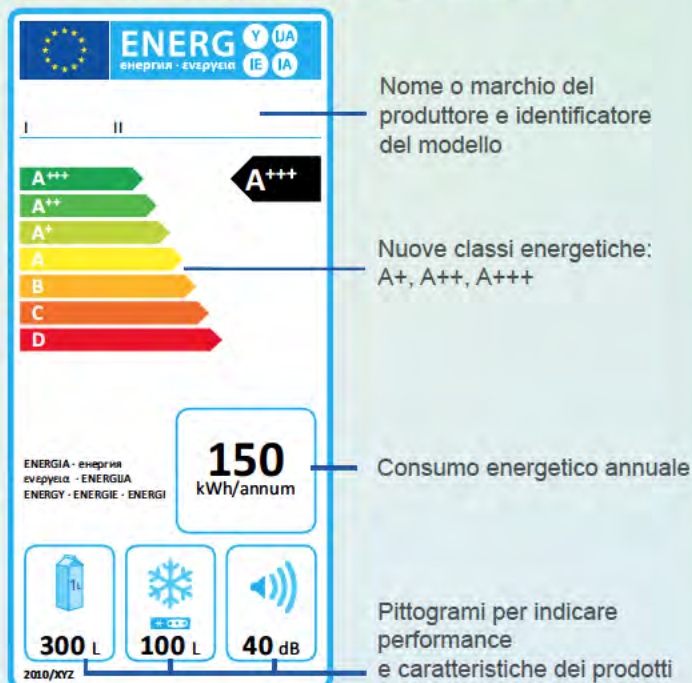 ENERG Y IJA
енергия · ενεργεια IE IA
Nome o marchio del
produttore e identificatore
del modello
I II
A+++
A+++
A++
A+
A
B
C
D
Nuove classi energetiche:
A+, A++, A+++
ENERGIA · енергия
ενεργεια · ENERGIJA
ENERGY · ENERGIE · ENERGI
150
kWh/annum
Consumo energetico annuale
1L
300 L
100 L
40 dB
2010/XYZ
Pittogrami per indicare
performance
e caratteristiche dei prodotti